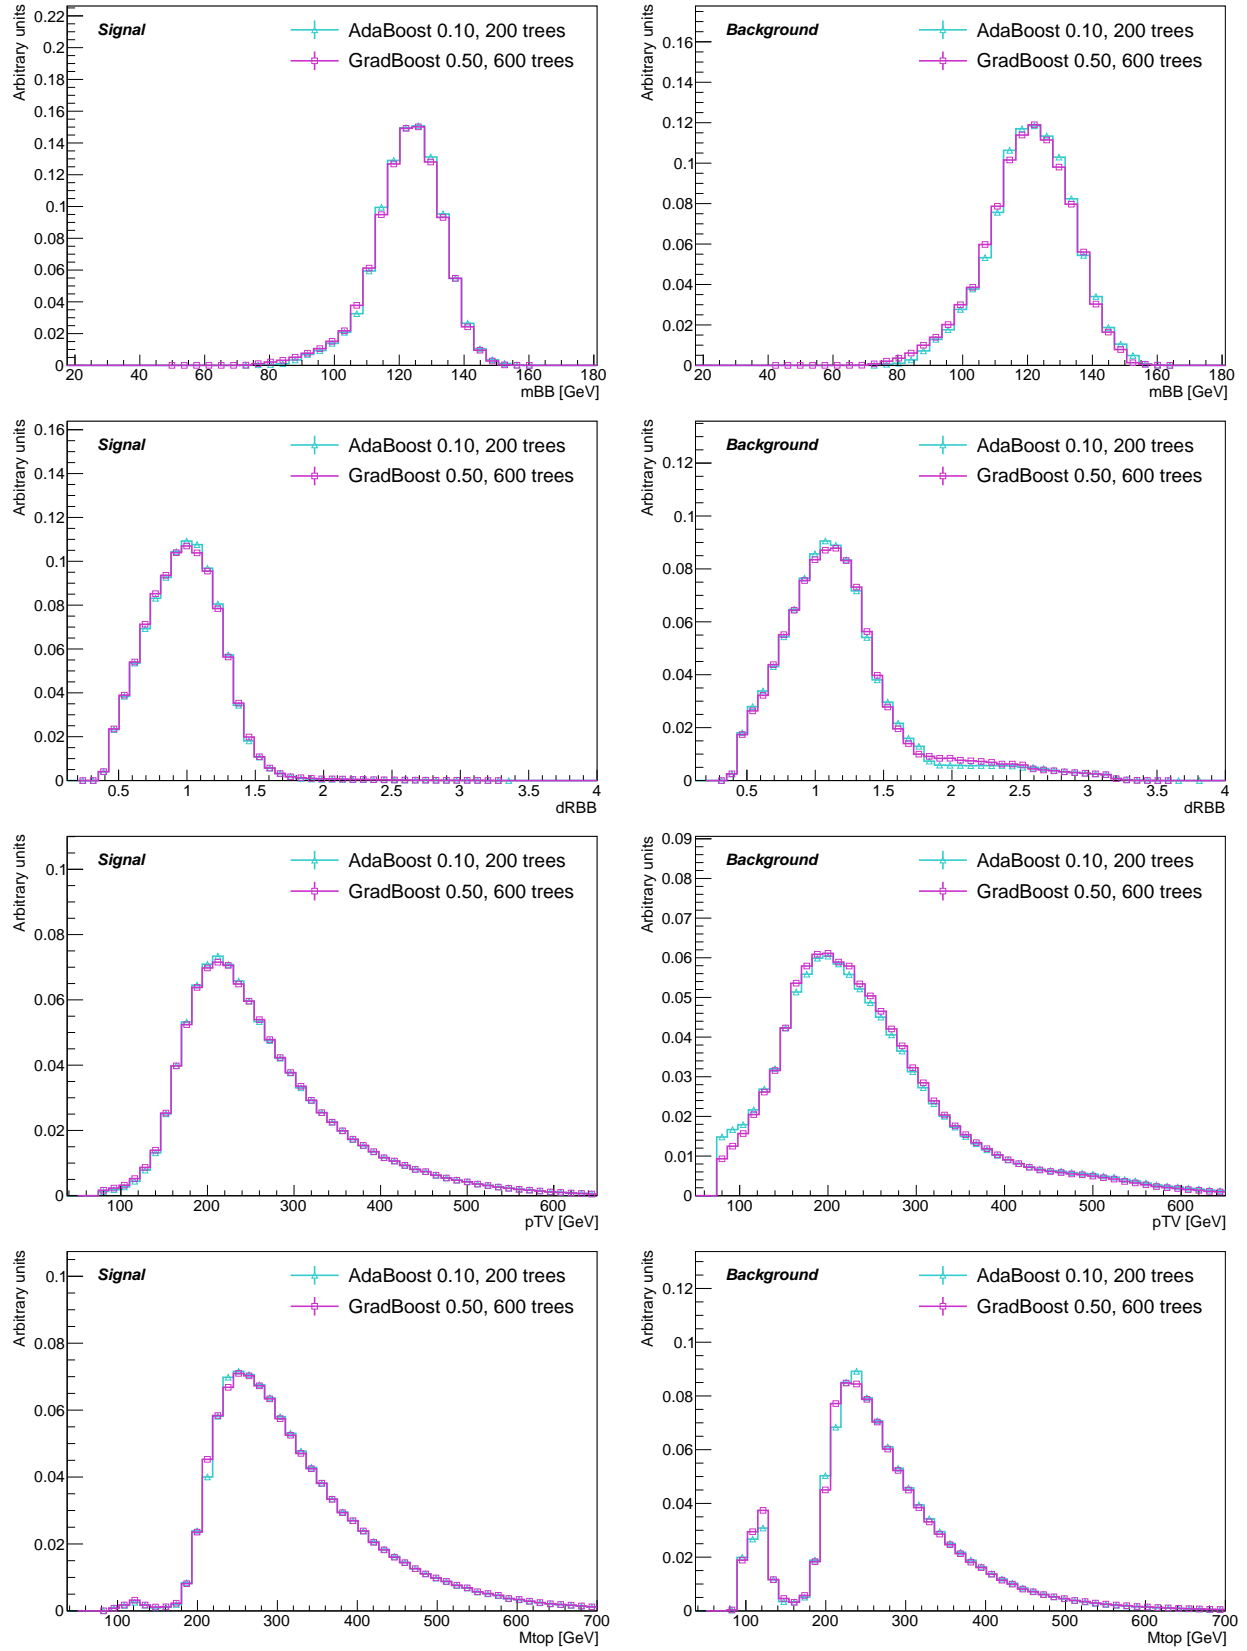 Arbitrary units
Signal
AdaBoost 0.10, 200 trees
GradBoost 0.50, 600 trees
0.22
0.2
0.18
0.16
0.14
0.12
0.1
0.08
0.06
0.04
0.02
0
20 40 60 80 100 120 140 160 180
mBB [GeV]
Arbitrary units
Background
AdaBoost 0.10, 200 trees
GradBoost 0.50, 600 trees
0.16
0.14
0.12
0.1
0.08
0.06
0.04
0.02
0
20 40 60 80 100 120 140 160 180
mBB [GeV]
Arbitrary units
Signal
AdaBoost 0.10, 200 trees
GradBoost 0.50, 600 trees
0.16
0.14
0.12
0.1
0.08
0.06
0.04
0.02
0
0.5 1 1.5 2 2.5 3 3.5 4
dRBB
Arbitrary units
Background
AdaBoost 0.10, 200 trees
GradBoost 0.50, 600 trees
0.12
0.1
0.08
0.06
0.04
0.02
0
0.5 1 1.5 2 2.5 3 3.5 4
dRBB
Arbitrary units
Signal
AdaBoost 0.10, 200 trees
GradBoost 0.50, 600 trees
0.1
0.08
0.06
0.04
0.02
0
100 200 300 400 500 600
pTV [GeV]
Arbitrary units
Background
AdaBoost 0.10, 200 trees
GradBoost 0.50, 600 trees
0.09
0.08
0.07
0.06
0.05
0.04
0.03
0.02
0.01
0
100 200 300 400 500 600
pTV [GeV]
Arbitrary units
Signal
AdaBoost 0.10, 200 trees
GradBoost 0.50, 600 trees
0.1
0.08
0.06
0.04
0.02
0
100 200 300 400 500 600 700
Mtop [GeV]
Arbitrary units
Background
AdaBoost 0.10, 200 trees
GradBoost 0.50, 600 trees
0.12
0.1
0.08
0.06
0.04
0.02
0
100 200 300 400 500 600 700
Mtop [GeV]